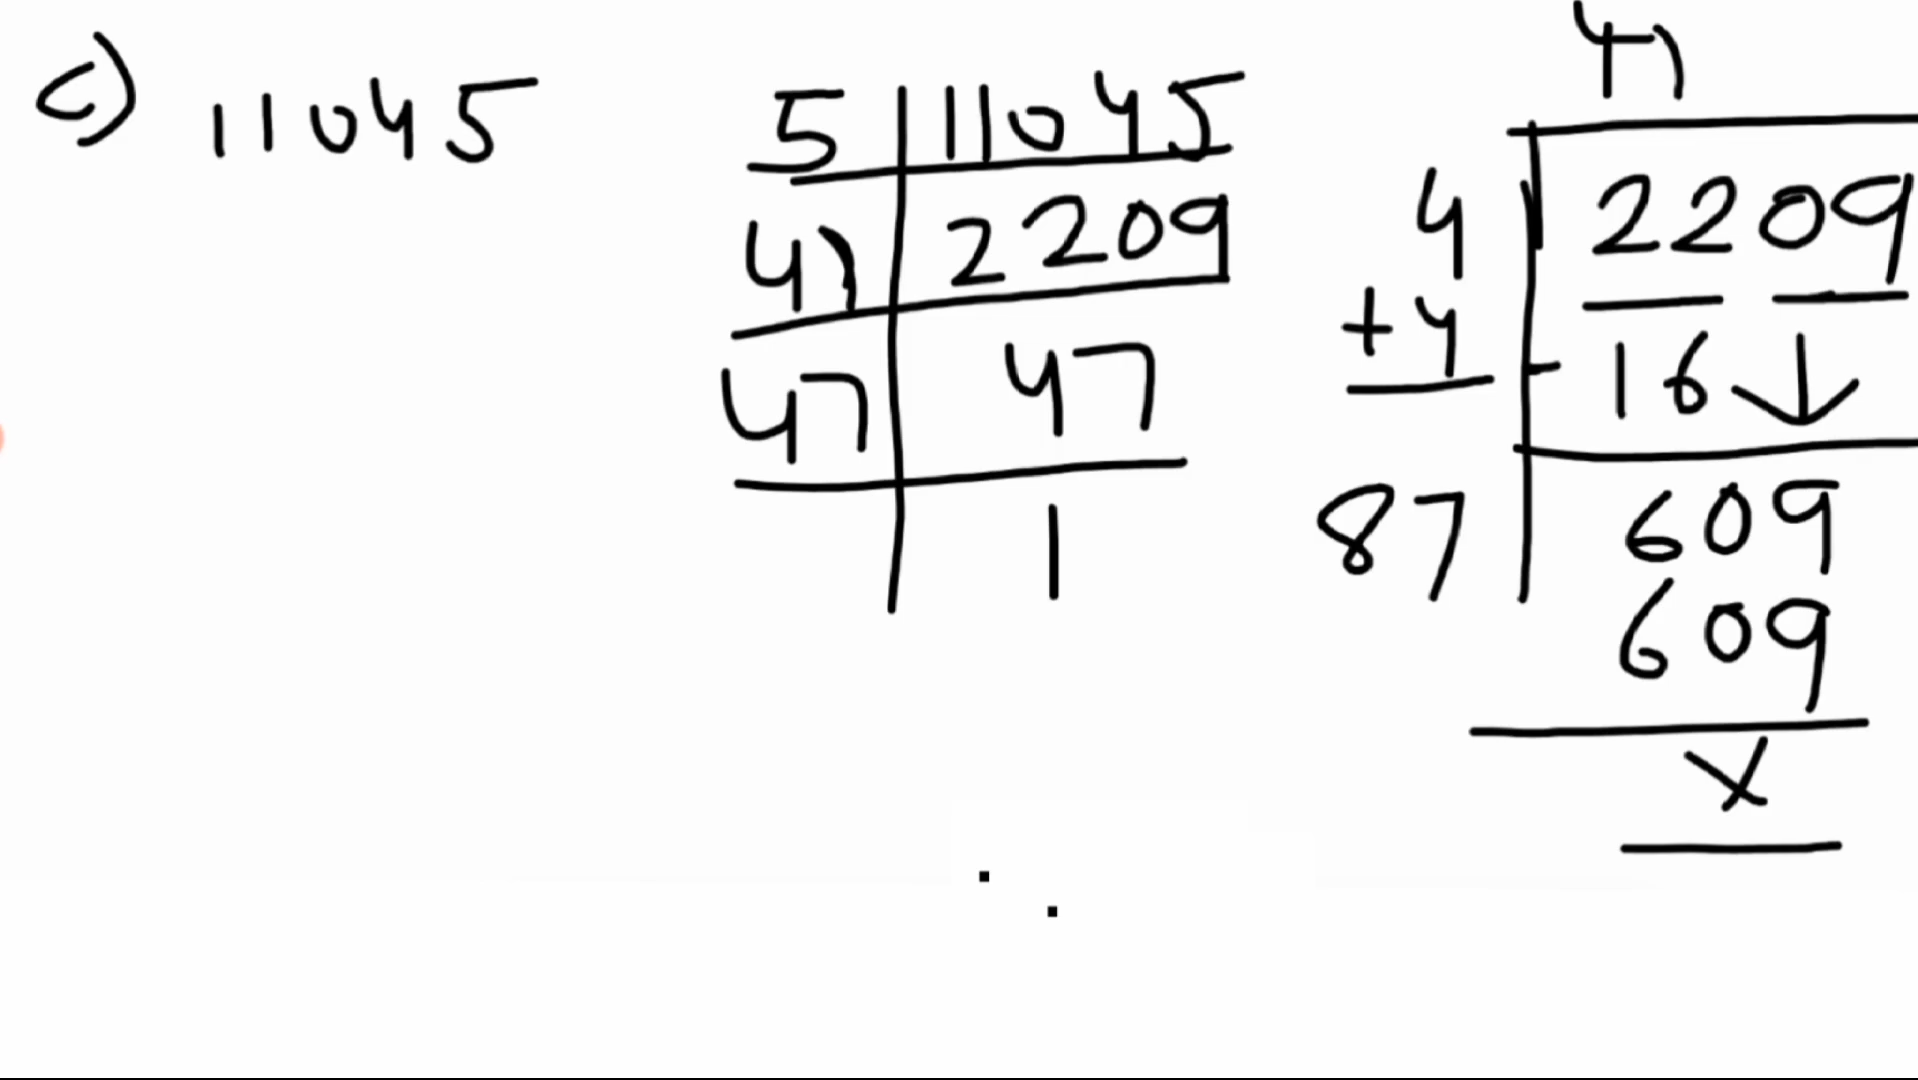 c) 11045
5 | 11045
47 | 2209
47 | 47
1
47
4 | 2209
+4 - 16↓
87 | 609
609
x